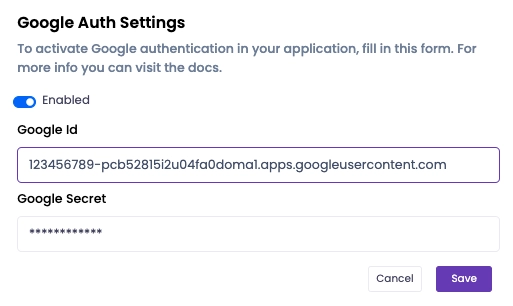 Google Auth Settings
To activate Google authentication in your application, fill in this form. For
more info you can visit the docs.
Enabled
Google Id
123456789-pcb52815i2u04fa0doma1.apps.googleusercontent.com
Google Secret
************
Cancel
Save